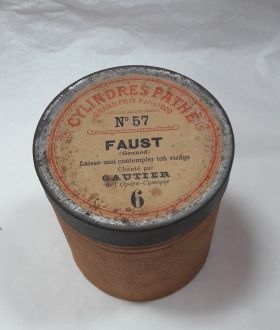 CYLINDRES PATHÉ
GRAND PRIX Paris 1900
No 57
FAUST
(Gounod)
Laisse-moi contempler ton visage
Chanté par
GAUTIER
de l'Opéra-Comique
6